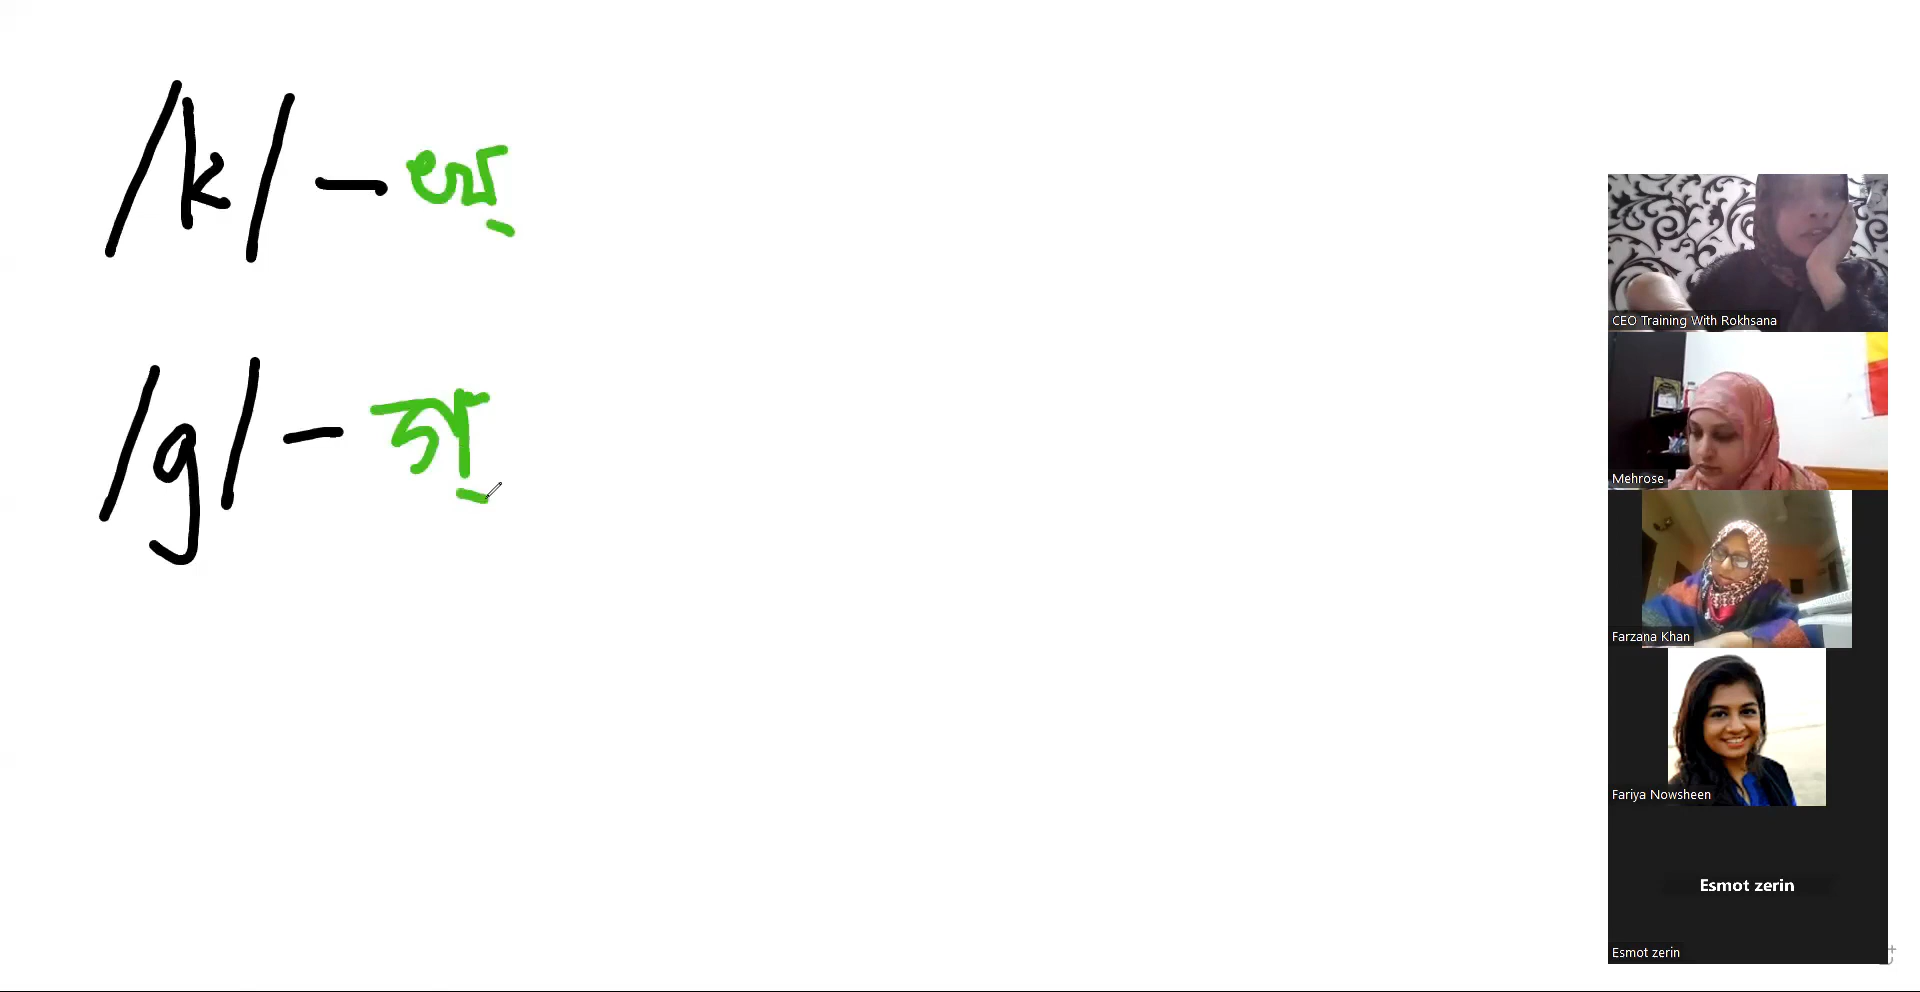 /k/ – খ্
/g/ – গ্
CEO Training With Rokhsana
Mehrose
Farzana Khan
Fariya Nowsheen
Esmot zerin
Esmot zerin